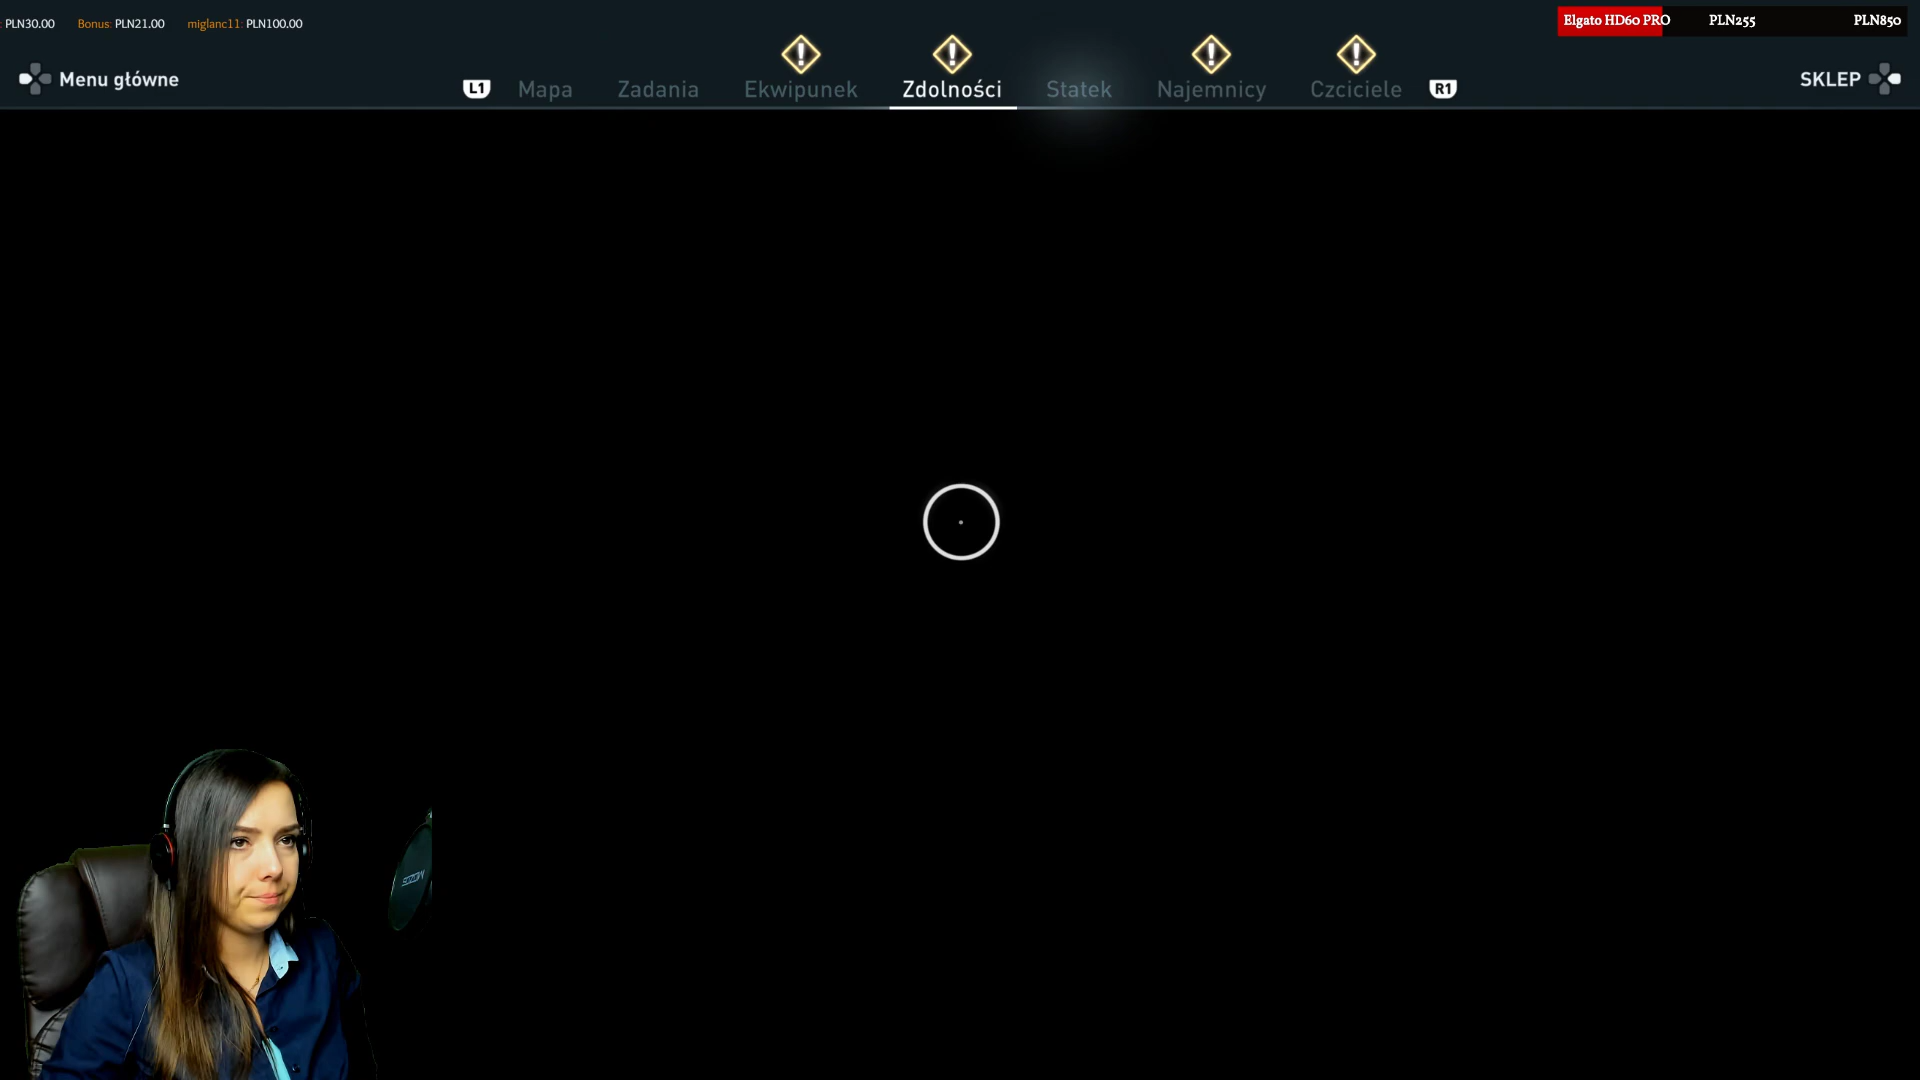 : PLN30.00 Bonus: PLN21.00 miglanc11: PLN100.00
Elgato HD60 PRO PLN255 PLN850
Menu główne
L1 Mapa Zadania Ekwipunek Zdolności Statek Najemnicy Czciciele R1
SKLEP